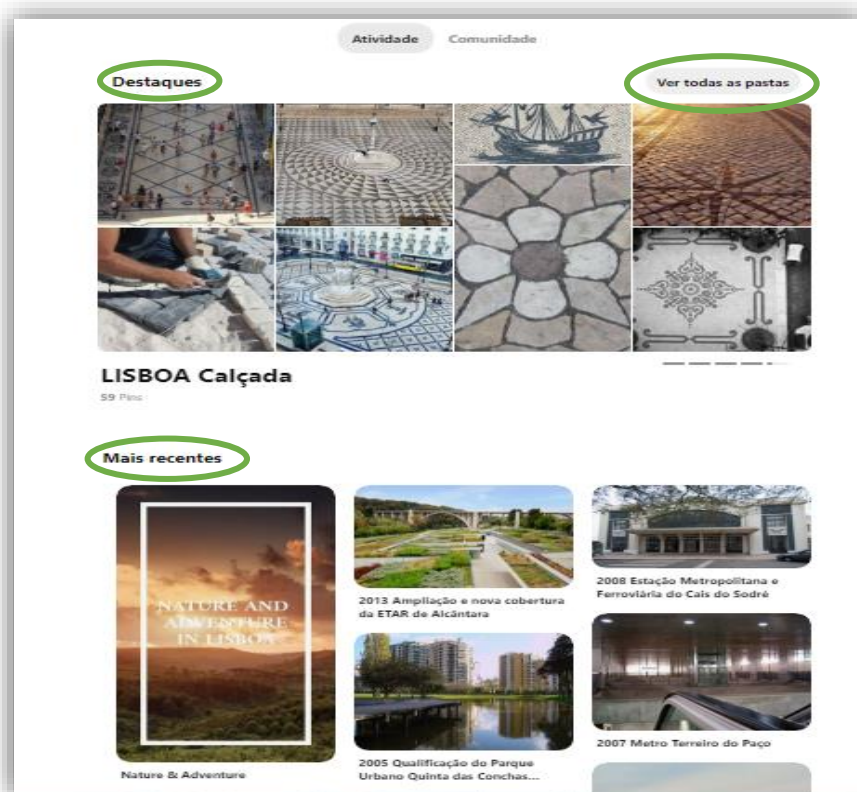 Atividade Comunidade
Destaques
Ver todas as pastas
LISBOA Calçada
59 Pins
Mais recentes
NATURE AND
ADVENTURE
IN LISBOA
Nature & Adventure
2013 Ampliação e nova cobertura
da ETAR de Alcántara
2005 Qualificação do Parque
Urbano Quinta das Conchas...
2008 Estação Metropolitana e
Ferroviária do Cais do Sodré
2007 Metro Terreiro do Paço